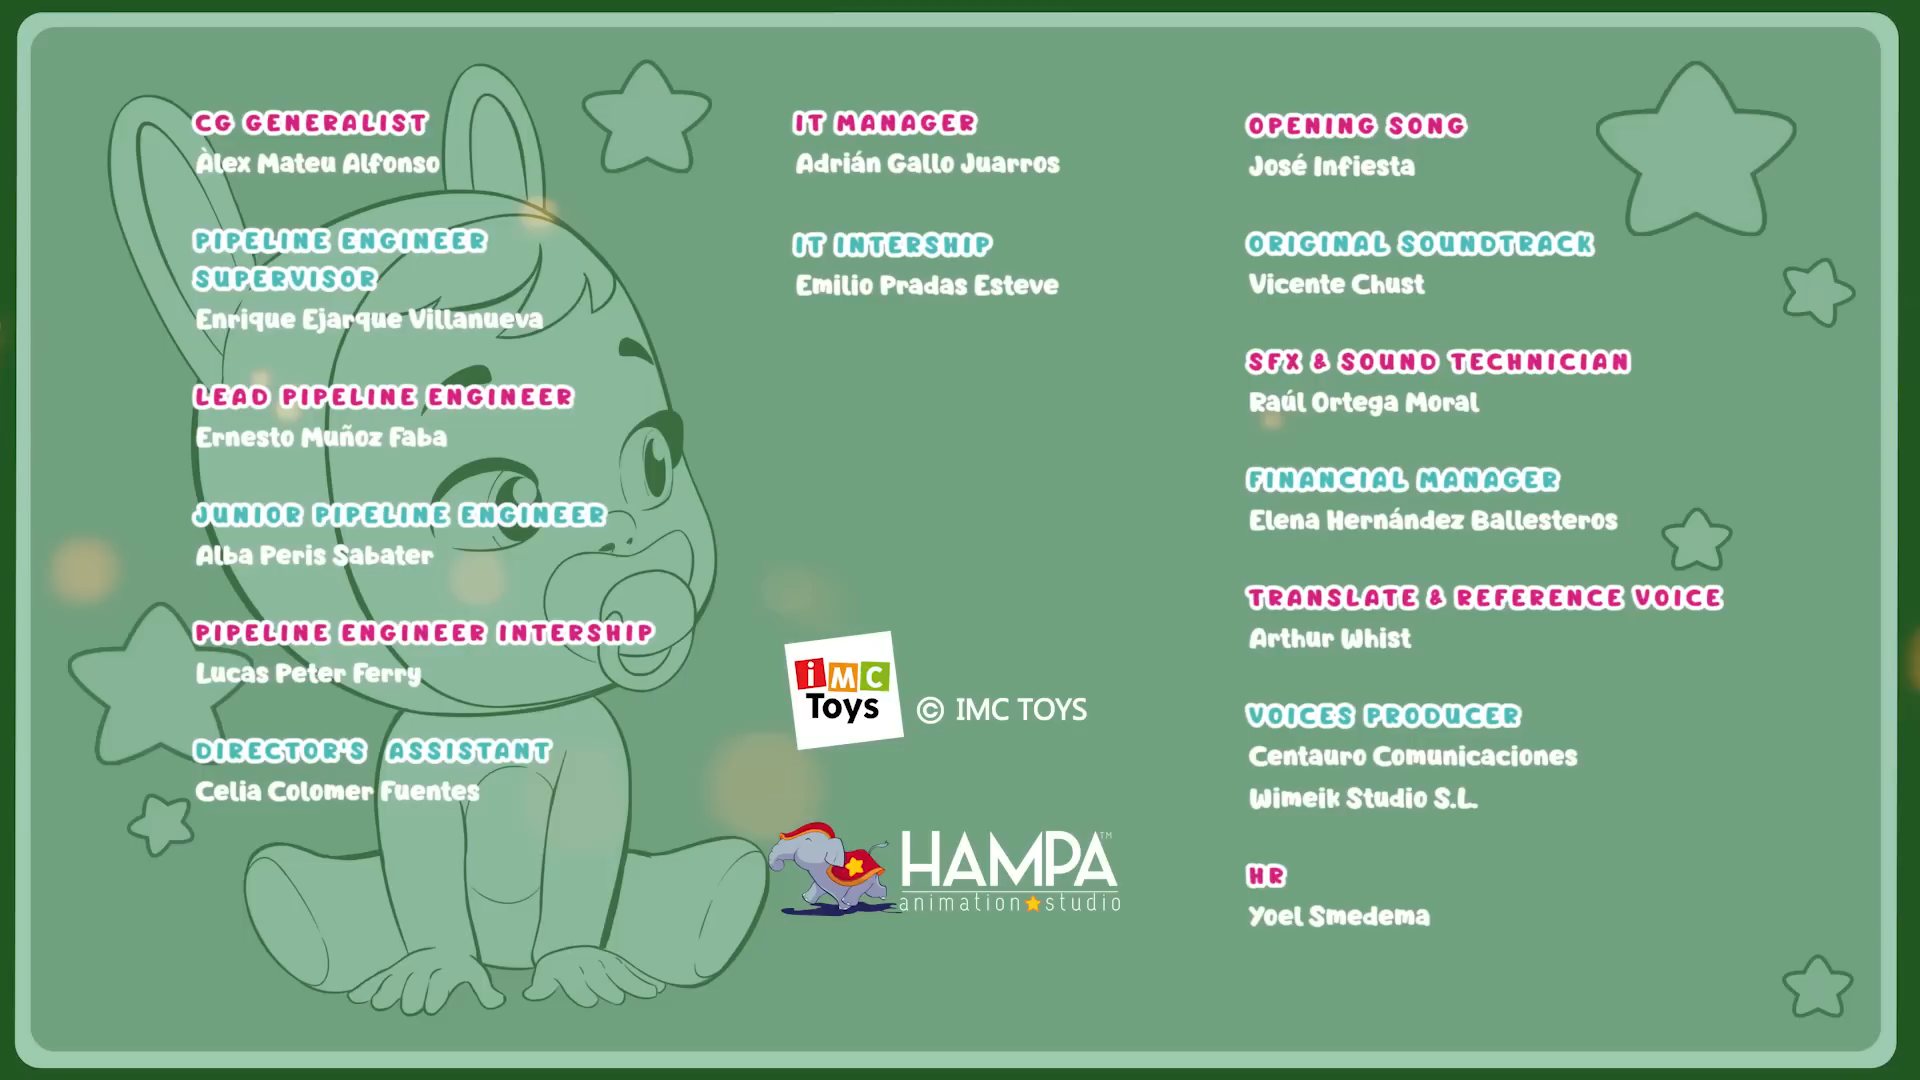 CG GENERALIST
Àlex Mateu Alfonso
PIPELINE ENGINEER
SUPERVISOR
Enrique Ejarque Villanueva
LEAD PIPELINE ENGINEER
Ernesto Muñoz Faba
JUNIOR PIPELINE ENGINEER
Alba Peris Sabater
PIPELINE ENGINEER INTERSHIP
Lucas Peter Ferry
DIRECTOR'S ASSISTANT
Celia Colomer Fuentes
IT MANAGER
Adrián Gallo Juarros
IT INTERSHIP
Emilio Pradas Esteve
iMC
Toys
© IMC TOYS
HAMPA™
animation studio
OPENING SONG
José Infiesta
ORIGINAL SOUNDTRACK
Vicente Chust
SFX & SOUND TECHNICIAN
Raúl Ortega Moral
FINANCIAL MANAGER
Elena Hernández Ballesteros
TRANSLATE & REFERENCE VOICE
Arthur Whist
VOICES PRODUCER
Centauro Comunicaciones
Wimeik Studio S.L.
HR
Yoel Smedema